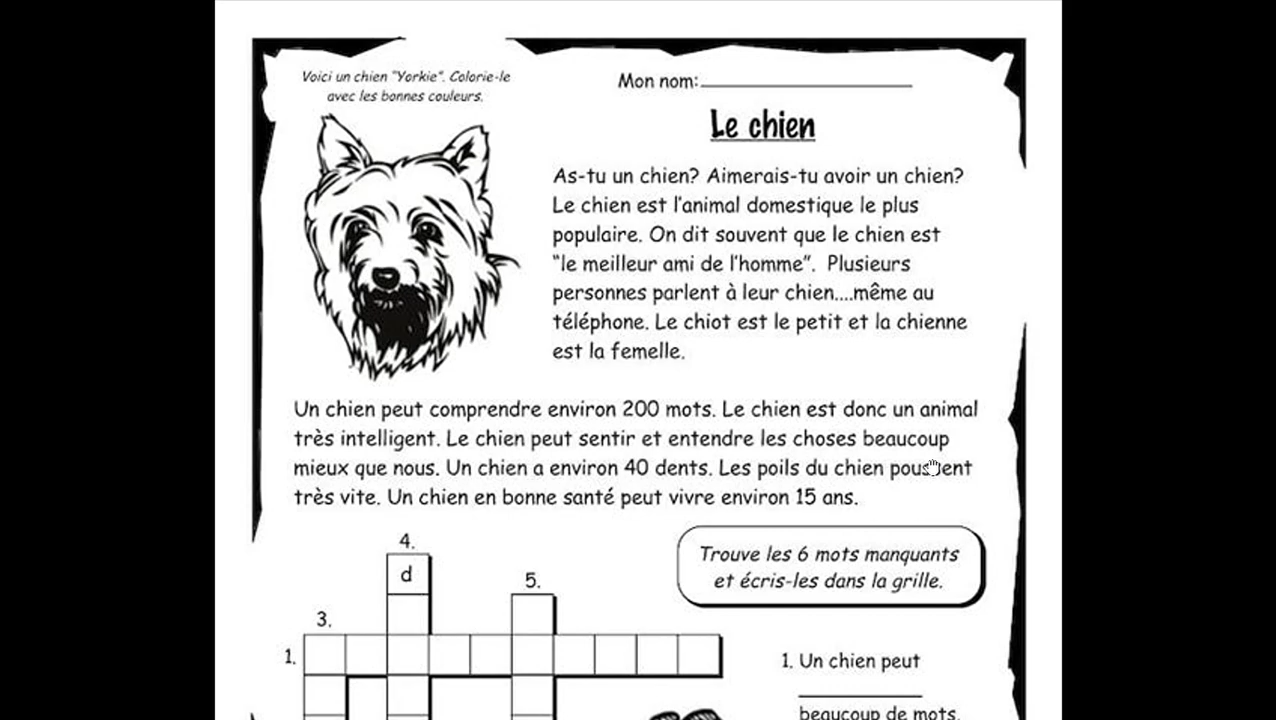 Voici un chien "Yorkie". Colorie-le
avec les bonnes couleurs.
Mon nom:
Le chien
As-tu un chien? Aimerais-tu avoir un chien?
Le chien est l'animal domestique le plus
populaire. On dit souvent que le chien est
"le meilleur ami de l'homme". Plusieurs
personnes parlent à leur chien....même au
téléphone. Le chiot est le petit et la chienne
est la femelle.
Un chien peut comprendre environ 200 mots. Le chien est donc un animal
très intelligent. Le chien peut sentir et entendre les choses beaucoup
mieux que nous. Un chien a environ 40 dents. Les poils du chien poussent
très vite. Un chien en bonne santé peut vivre environ 15 ans.
Trouve les 6 mots manquants
et écris-les dans la grille.
4.
d
5.
3.
1.
1. Un chien peut
beaucoup de mots.